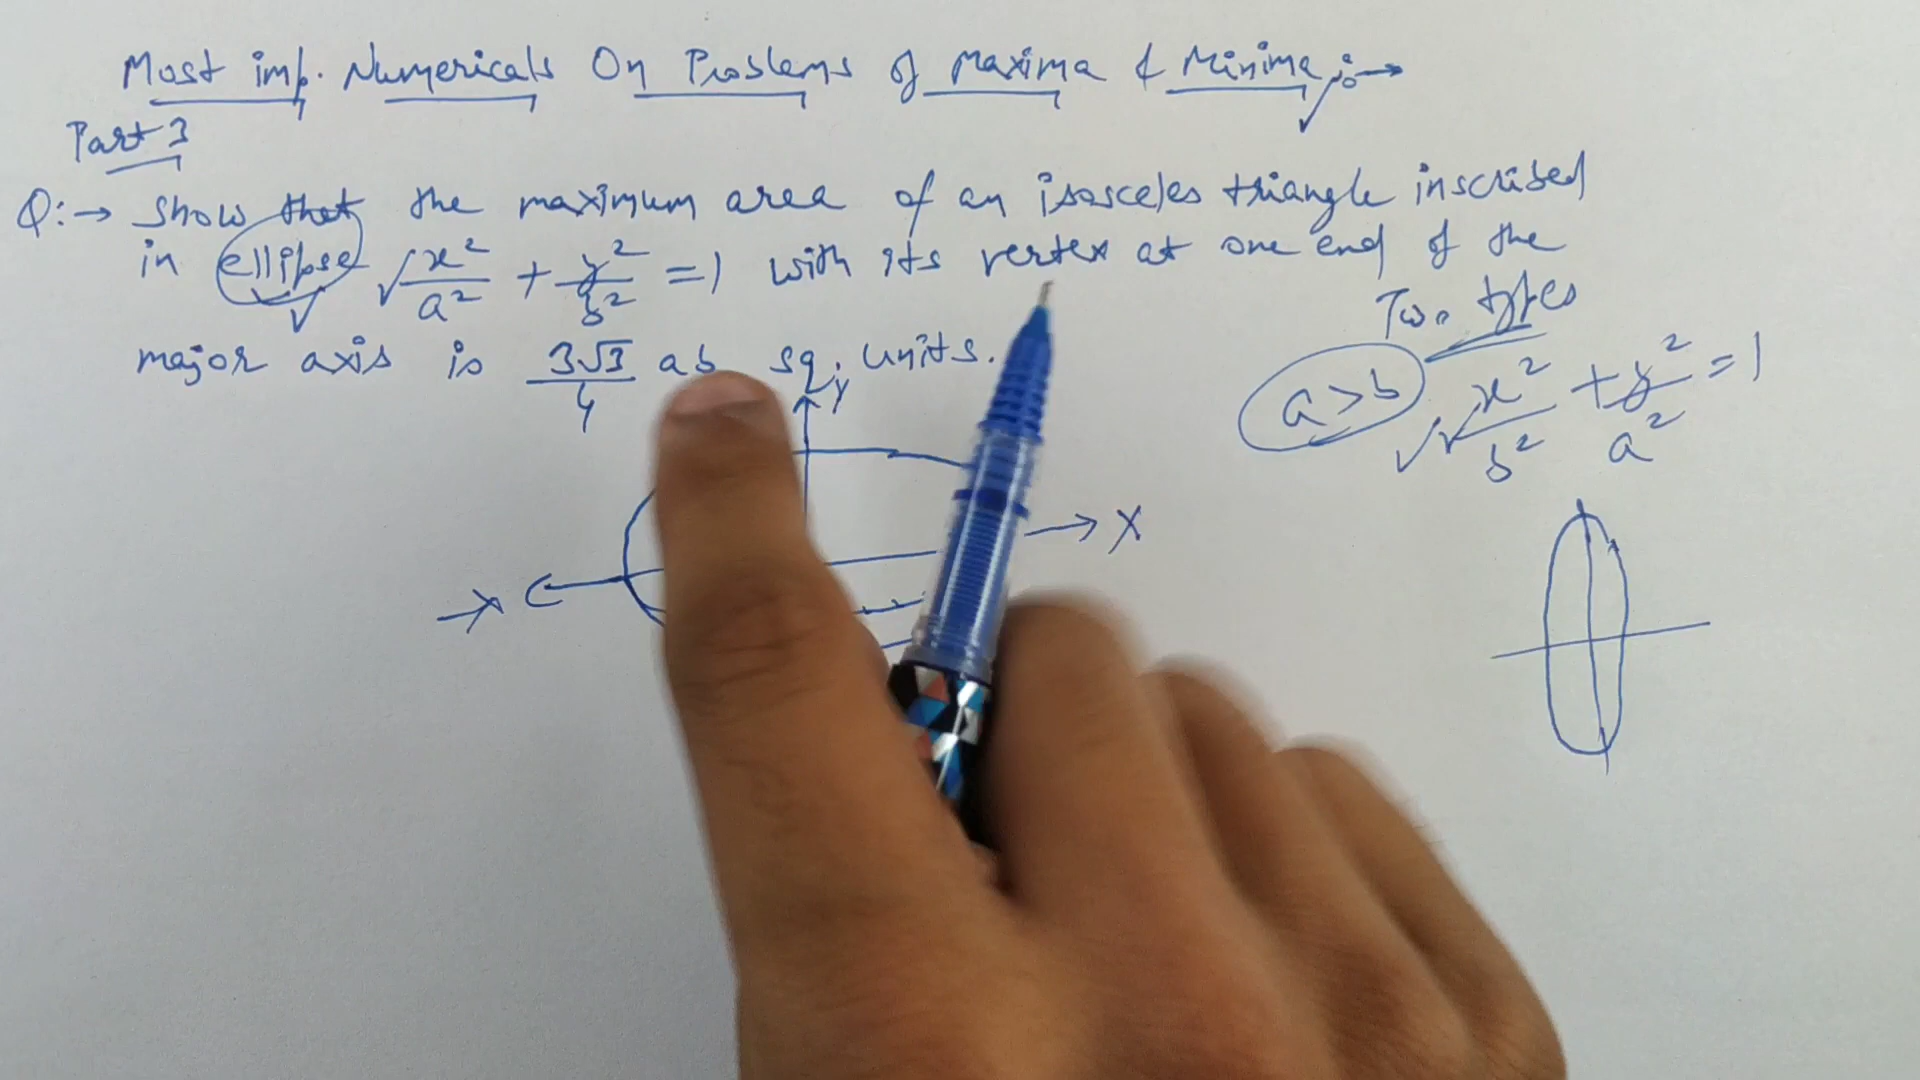 Most imp. Numericals On Problems of Maxima & Minima :→
Part 3
Q:→ show that the maximum area of an isosceles triangle inscribed
in ellipse x²/a² + y²/b² = 1 with its vertex at one end of the
major axis is 3√3/4 ab sq. units.
Two types
a>b
x²/b² + y²/a² = 1
y
X